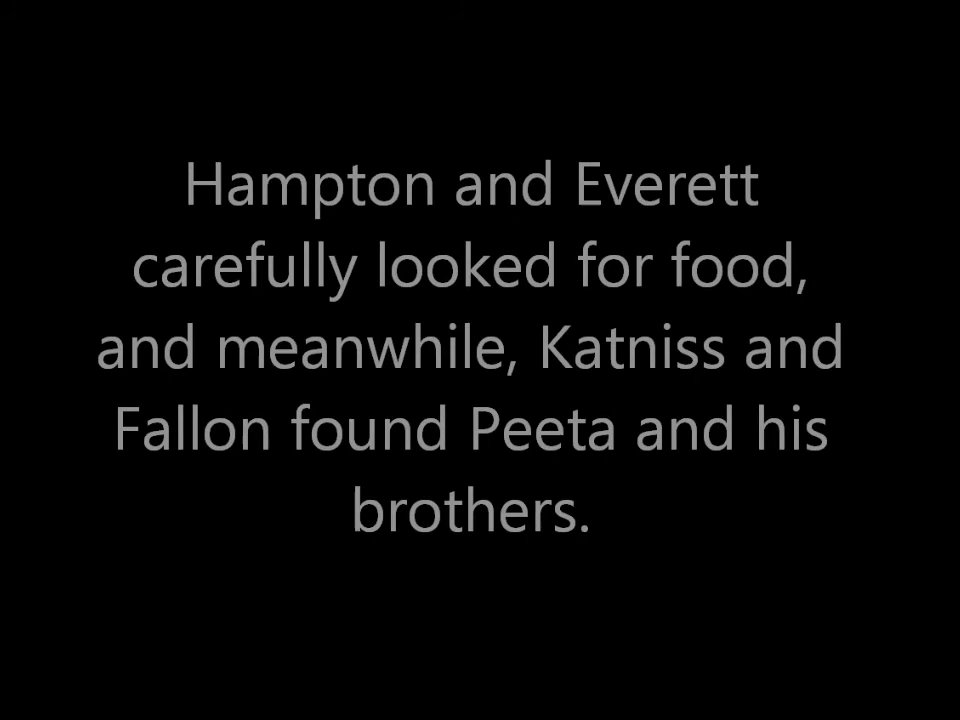 Hampton and Everett
carefully looked for food,
and meanwhile, Katniss and
Fallon found Peeta and his
brothers.